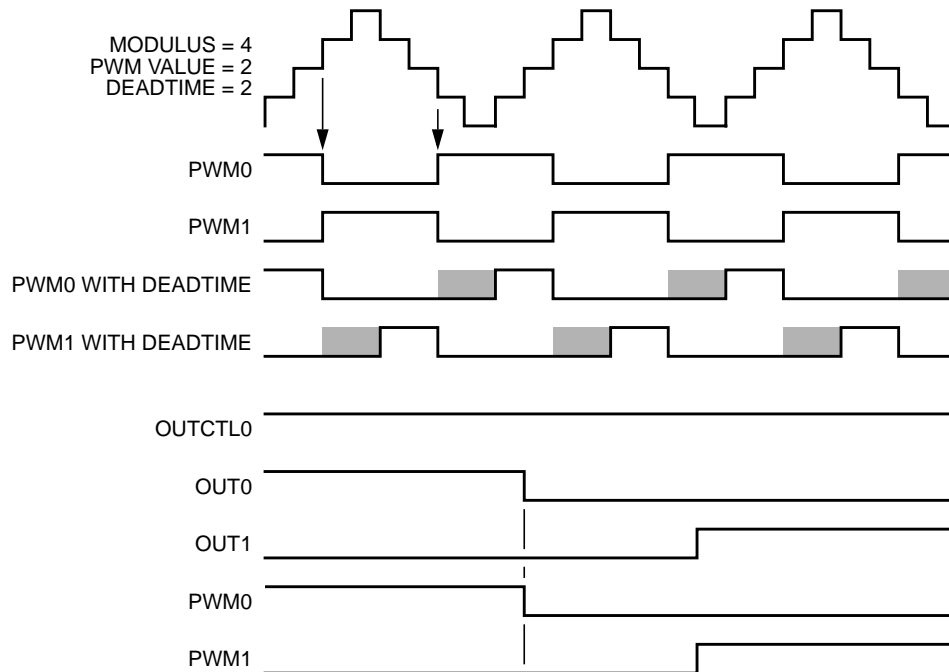 MODULUS = 4
PWM VALUE = 2
DEADTIME = 2
PWM0
PWM1
PWM0 WITH DEADTIME
PWM1 WITH DEADTIME
OUTCTL0
OUT0
OUT1
PWM0
PWM1